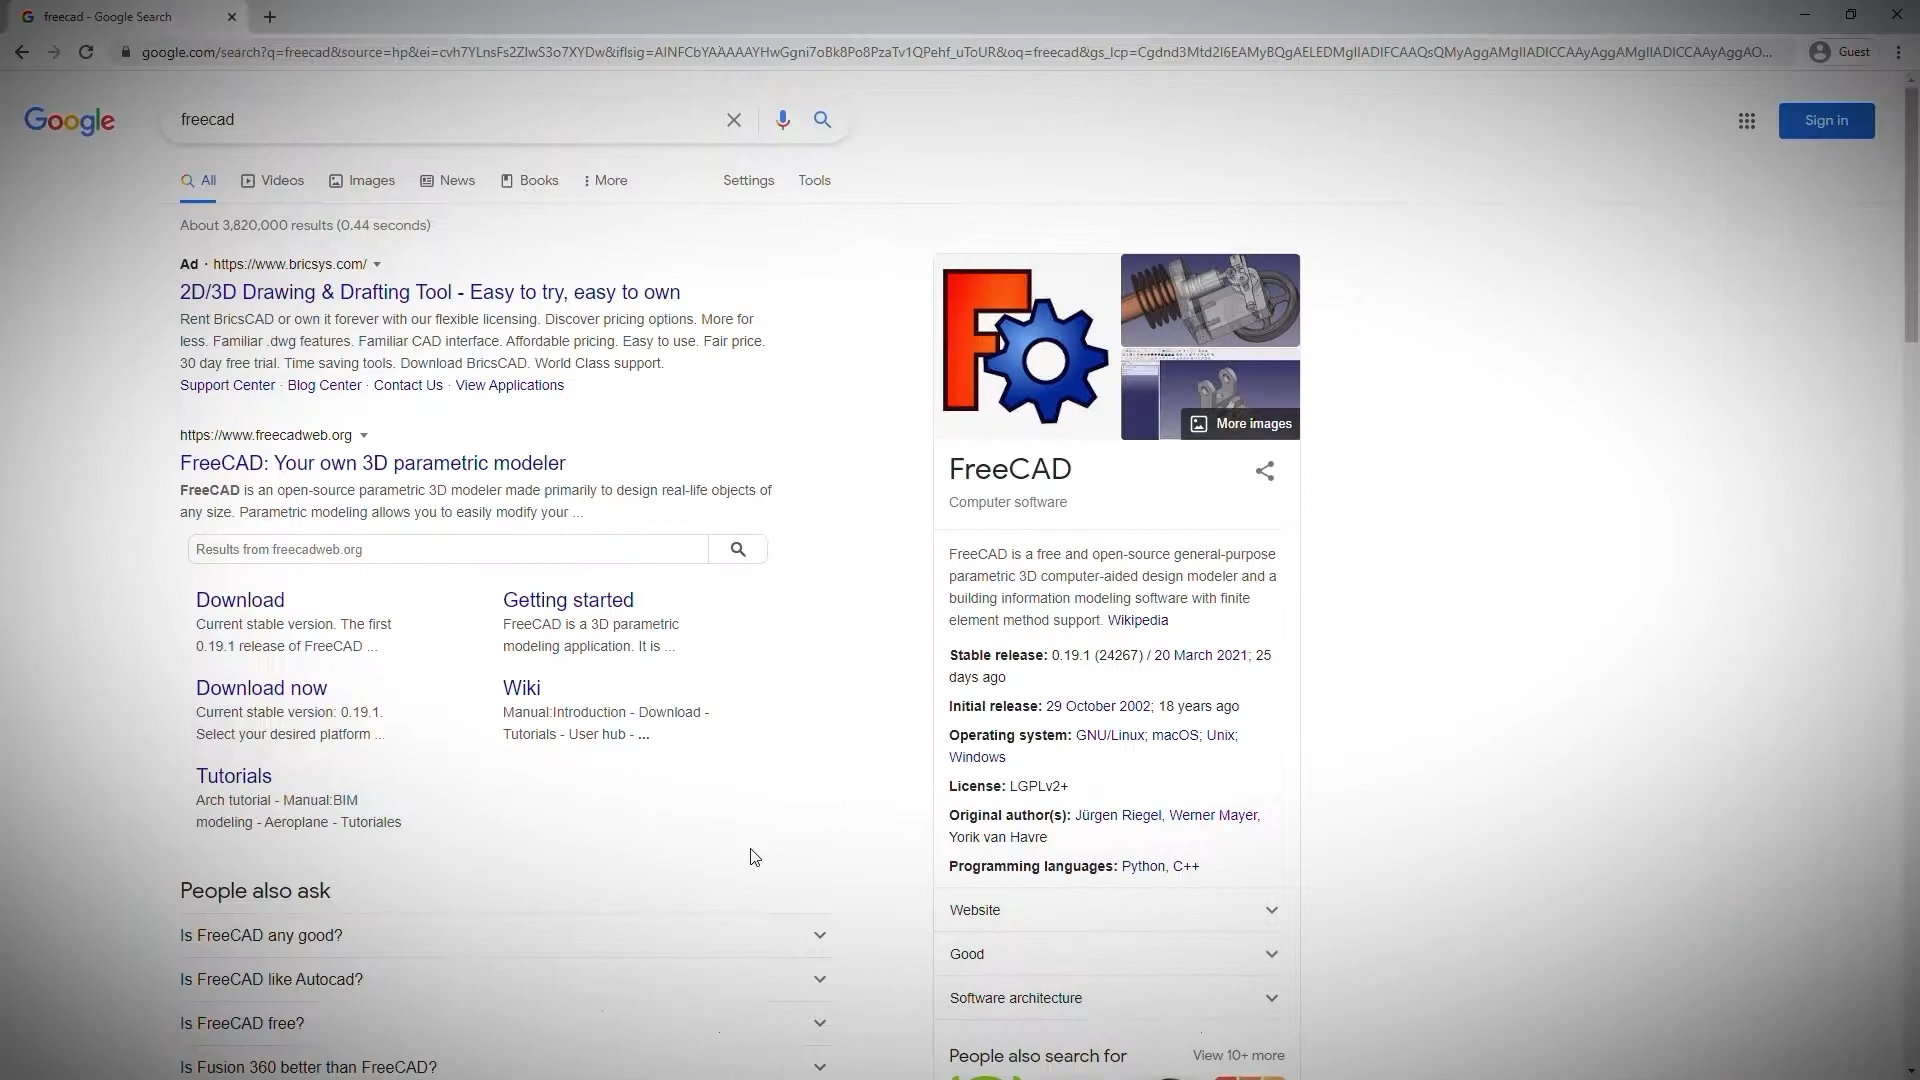 freecad - Google Search
google.com/search?q=freecad&source=hp&ei=cvh7YLnsFs2ZlwS3o7XYDw&iflsig=AINFCbYAAAAAYHwGgni7oBk8Po8PzaTv1QPehf_uToUR&oq=freecad&gs_lcp=Cgdnd3Mtd2l6EAMyBQgAELEDMgIIADIFCAAQsQMyAggAMgIIADICCAAyAggAMgIIADICCAAyAggAO...
Guest
Google
freecad
Sign in
All
Videos
Images
News
Books
More
Settings
Tools
About 3,820,000 results (0.44 seconds)
Ad · https://www.bricsys.com/
2D/3D Drawing & Drafting Tool - Easy to try, easy to own
Rent BricsCAD or own it forever with our flexible licensing. Discover pricing options. More for
less. Familiar .dwg features. Familiar CAD interface. Affordable pricing. Easy to use. Fair price.
30 day free trial. Time saving tools. Download BricsCAD. World Class support.
Support Center · Blog Center · Contact Us · View Applications
https://www.freecadweb.org
FreeCAD: Your own 3D parametric modeler
FreeCAD is an open-source parametric 3D modeler made primarily to design real-life objects of
any size. Parametric modeling allows you to easily modify your ...
Results from freecadweb.org
Download
Current stable version. The first
0.19.1 release of FreeCAD ...
Getting started
FreeCAD is a 3D parametric
modeling application. It is ...
Download now
Current stable version: 0.19.1.
Select your desired platform ...
Wiki
Manual:Introduction - Download -
Tutorials - User hub - ...
Tutorials
Arch tutorial - Manual:BIM
modeling - Aeroplane - Tutoriales
People also ask
Is FreeCAD any good?
Is FreeCAD like Autocad?
Is FreeCAD free?
Is Fusion 360 better than FreeCAD?
More images
FreeCAD
Computer software
FreeCAD is a free and open-source general-purpose
parametric 3D computer-aided design modeler and a
building information modeling software with finite
element method support. Wikipedia
Stable release: 0.19.1 (24267) / 20 March 2021; 25
days ago
Initial release: 29 October 2002; 18 years ago
Operating system: GNU/Linux; macOS; Unix;
Windows
License: LGPLv2+
Original author(s): Jürgen Riegel, Werner Mayer,
Yorik van Havre
Programming languages: Python, C++
Website
Good
Software architecture
People also search for
View 10+ more